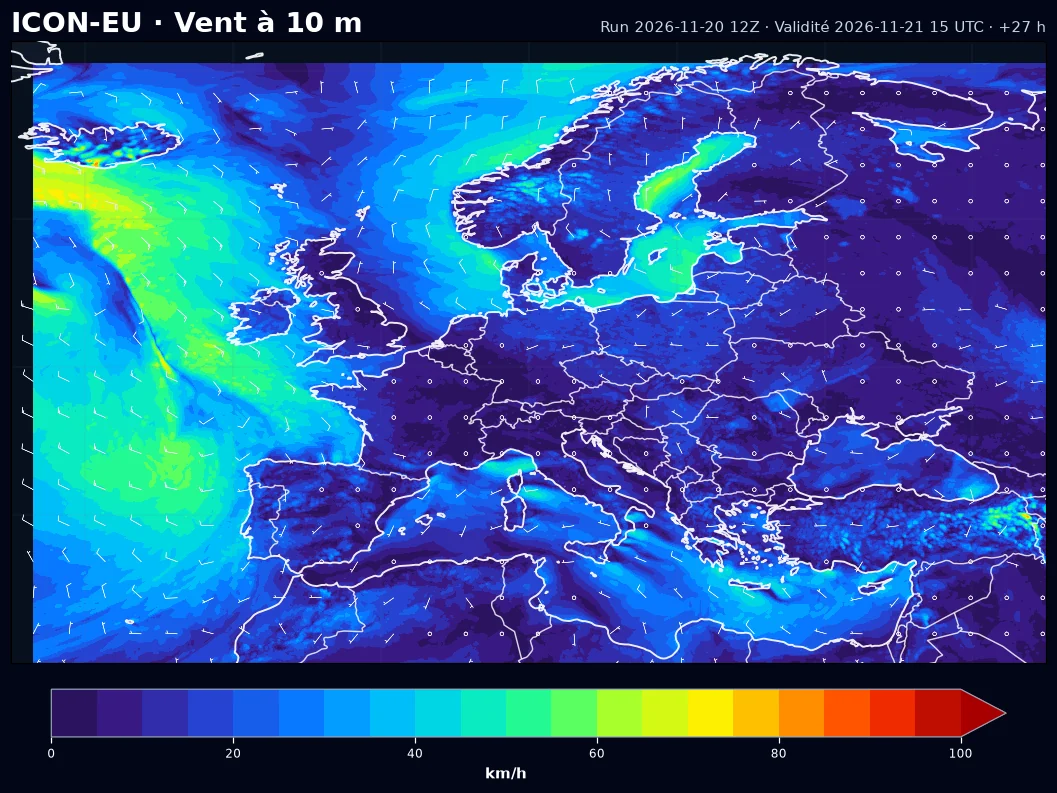 ICON-EU · Vent à 10 m
Run 2026-11-20 12Z · Validité 2026-11-21 15 UTC · +27 h
0 20 40 60 80 100
km/h